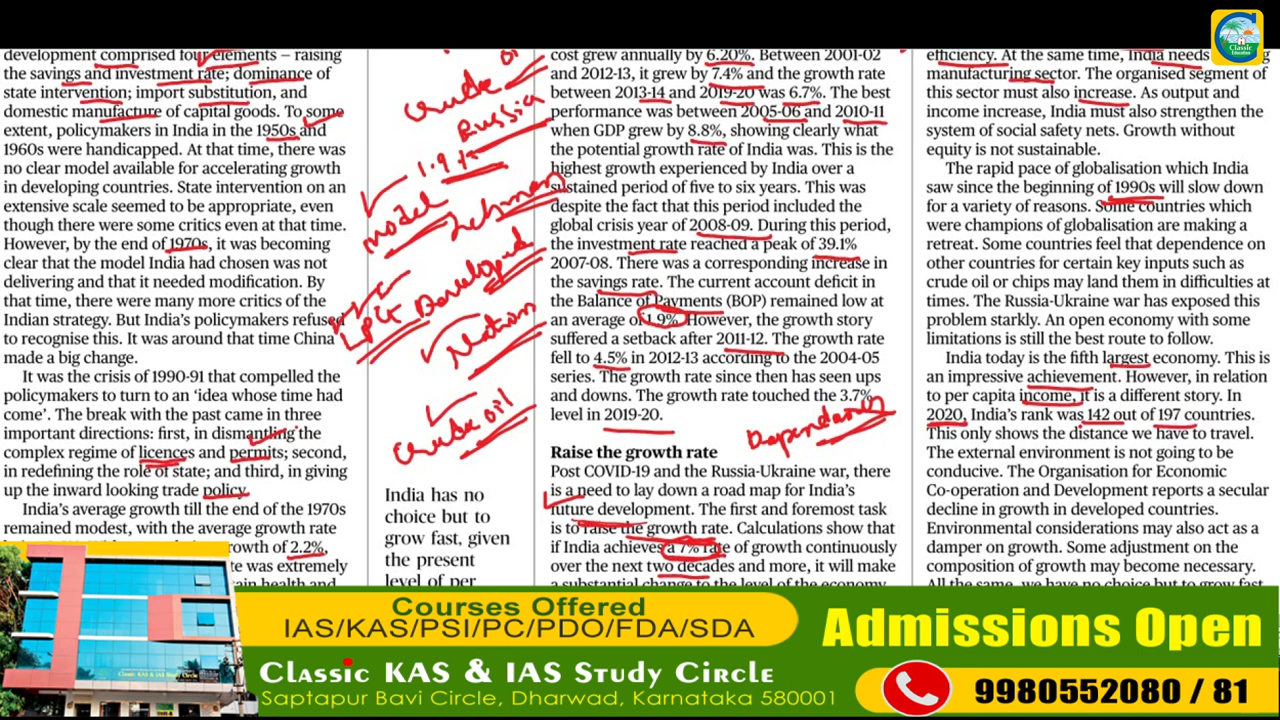 development comprised four elements — raising
the savings and investment rate; dominance of
state intervention; import substitution, and
domestic manufacture of capital goods. To some
extent, policymakers in India in the 1950s and
1960s were handicapped. At that time, there was
no clear model available for accelerating growth
in developing countries. State intervention on an
extensive scale seemed to be appropriate, even
though there were some critics even at that time.
However, by the end of 1970s, it was becoming
clear that the model India had chosen was not
delivering and that it needed modification. By
that time, there were many more critics of the
Indian strategy. But India's policymakers refused
to recognise this. It was around that time China
made a big change.
It was the crisis of 1990-91 that compelled the
policymakers to turn to an 'idea whose time had
come'. The break with the past came in three
important directions: first, in dismantling the
complex regime of licences and permits; second,
in redefining the role of state; and third, in giving
up the inward looking trade policy.
India's average growth till the end of the 1970s
remained modest, with the average growth rate
rowth of 2.2%,
te was extremely
health and
crude oil
Russia
1.9%
model
Lehman
LPG Developed
Nation
crude oil
India has no
choice but to
grow fast, given
the present
level of per
cost grew annually by 6.20%. Between 2001-02
and 2012-13, it grew by 7.4% and the growth rate
between 2013-14 and 2019-20 was 6.7%. The best
performance was between 2005-06 and 2010-11
when GDP grew by 8.8%, showing clearly what
the potential growth rate of India was. This is the
highest growth experienced by India over a
sustained period of five to six years. This was
despite the fact that this period included the
global crisis year of 2008-09. During this period,
the investment rate reached a peak of 39.1%
2007-08. There was a corresponding increase in
the savings rate. The current account deficit in
the Balance of Payments (BOP) remained low at
an average of 1.9%. However, the growth story
suffered a setback after 2011-12. The growth rate
fell to 4.5% in 2012-13 according to the 2004-05
series. The growth rate since then has seen ups
and downs. The growth rate touched the 3.7%
level in 2019-20.
Dependancy
Raise the growth rate
Post COVID-19 and the Russia-Ukraine war, there
is a need to lay down a road map for India's
future development. The first and foremost task
is to raise the growth rate. Calculations show that
if India achieves a 7% rate of growth continuously
over the next two decades and more, it will make
a substantial change to the level of the economy
efficiency. At the same time, India needs
manufacturing sector. The organised segment of
this sector must also increase. As output and
income increase, India must also strengthen the
system of social safety nets. Growth without
equity is not sustainable.
The rapid pace of globalisation which India
saw since the beginning of 1990s will slow down
for a variety of reasons. Some countries which
were champions of globalisation are making a
retreat. Some countries feel that dependence on
other countries for certain key inputs such as
crude oil or chips may land them in difficulties at
times. The Russia-Ukraine war has exposed this
problem starkly. An open economy with some
limitations is still the best route to follow.
India today is the fifth largest economy. This is
an impressive achievement. However, in relation
to per capita income, it is a different story. In
2020, India's rank was 142 out of 197 countries.
This only shows the distance we have to travel.
The external environment is not going to be
conducive. The Organisation for Economic
Co-operation and Development reports a secular
decline in growth in developed countries.
Environmental considerations may also act as a
damper on growth. Some adjustment on the
composition of growth may become necessary.
All the same, we have no choice but to grow fast
Classic
Education
Courses Offered
IAS/KAS/PSI/PC/PDO/FDA/SDA
Classic KAS & IAS Study Circle
Saptapur Bavi Circle, Dharwad, Karnataka 580001
Admissions Open
9980552080 / 81